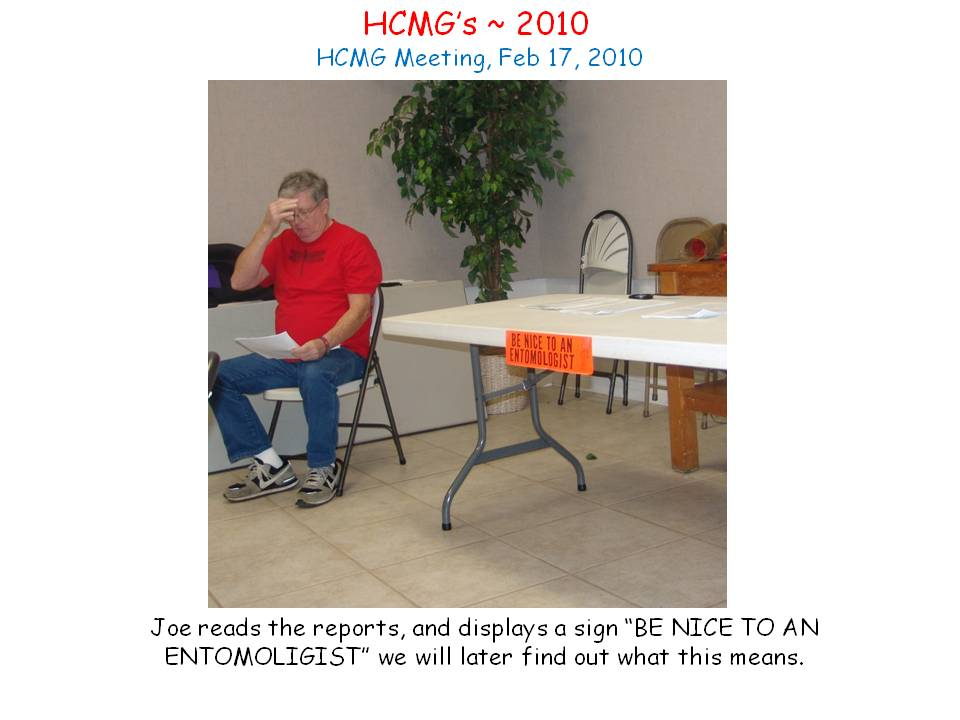 HCMG’s ~ 2010
HCMG Meeting, Feb 17, 2010
BE NICE TO AN
ENTOMOLOGIST
Joe reads the reports, and displays a sign “BE NICE TO AN
ENTOMOLIGIST” we will later find out what this means.